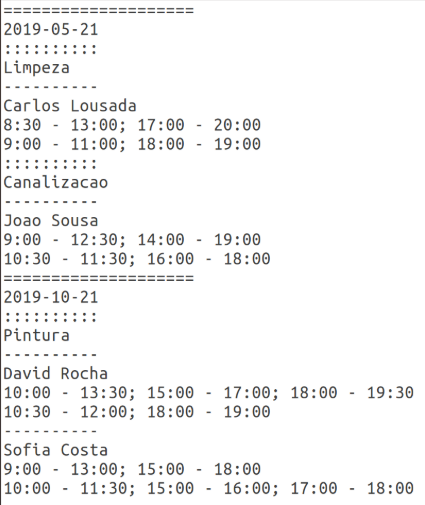 ====================
2019-05-21
::::::::::
Limpeza
----------
Carlos Lousada
8:30 - 13:00; 17:00 - 20:00
9:00 - 11:00; 18:00 - 19:00
::::::::::
Canalizacao
----------
Joao Sousa
9:00 - 12:30; 14:00 - 19:00
10:30 - 11:30; 16:00 - 18:00
====================
2019-10-21
::::::::::
Pintura
----------
David Rocha
10:00 - 13:30; 15:00 - 17:00; 18:00 - 19:30
10:30 - 12:00; 18:00 - 19:00
----------
Sofia Costa
9:00 - 13:00; 15:00 - 18:00
10:00 - 11:30; 15:00 - 16:00; 17:00 - 18:00